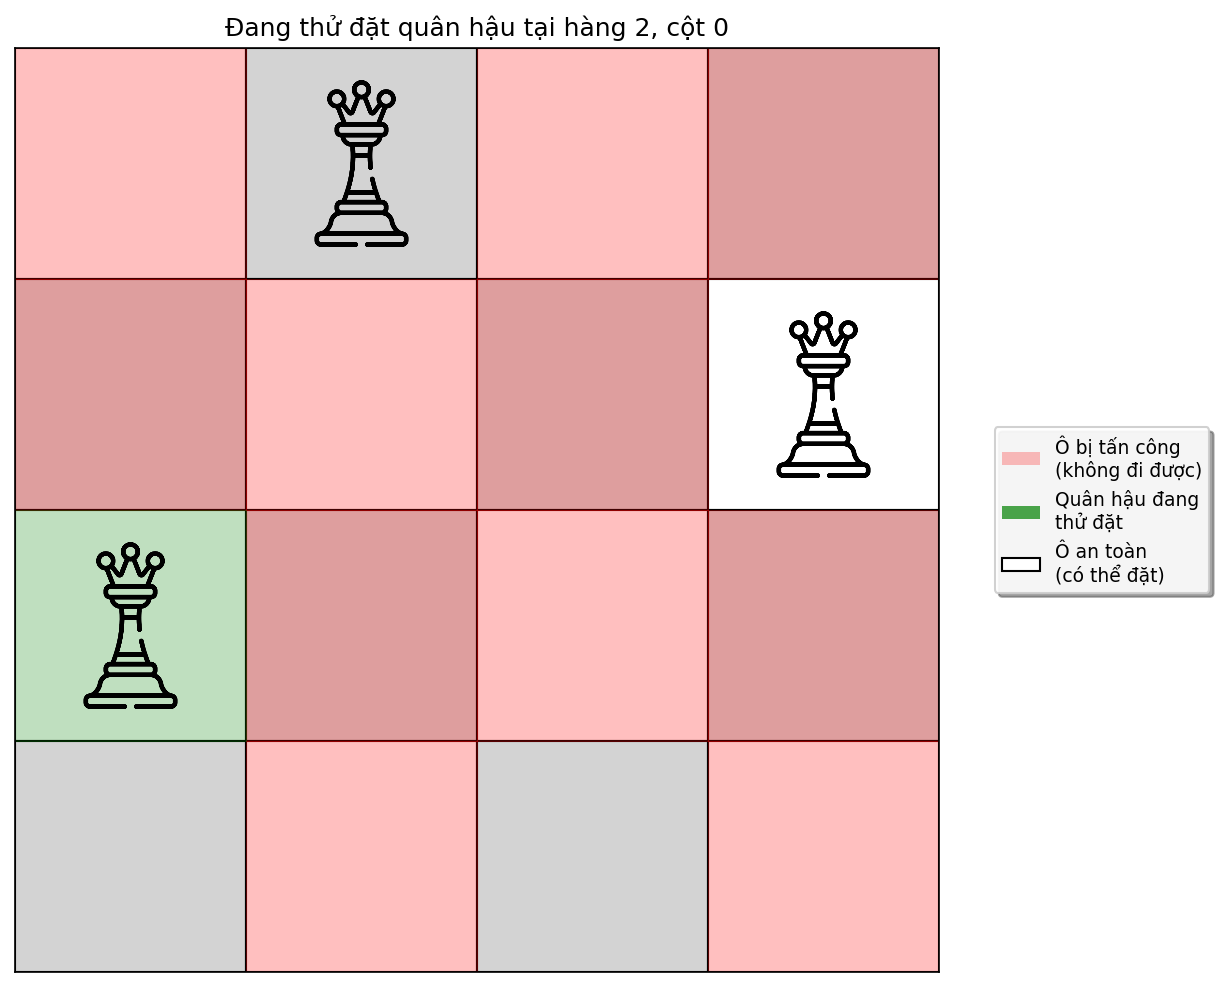 Đang thử đặt quân hậu tại hàng 2, cột 0
Ô bị tấn công
(không đi được)
Quân hậu đang
thử đặt
Ô an toàn
(có thể đặt)